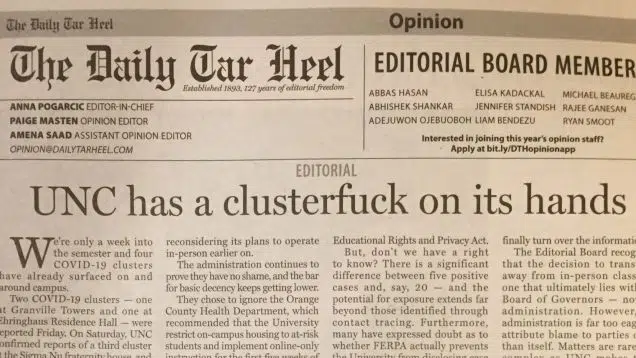 The Daily Tar Heel
Opinion
The Daily Tar Heel
Established 1893, 127 years of editorial freedom
ANNA POGARCIC EDITOR-IN-CHIEF
PAIGE MASTEN OPINION EDITOR
AMENA SAAD ASSISTANT OPINION EDITOR
OPINION@DAILYTARHEEL.COM
EDITORIAL BOARD MEMBER
ABBAS HASAN
ABHISHEK SHANKAR
ADEJUWON OJEBUOBOH
ELISA KADACKAL
JENNIFER STANDISH
LIAM BENDEZU
MICHAEL BEAUREG
RAJEE GANESAN
RYAN SMOOT
Interested in joining this year's opinion staff?
Apply at bit.ly/DTHopinionapp
EDITORIAL
UNC has a clusterfuck on its hands
We're only a week into
the semester and four
COVID-19 clusters
have already surfaced on and
around campus.
Two COVID-19 clusters — one
at Granville Towers and one at
Ehringhaus Residence Hall — were
reported Friday. On Saturday, UNC
confirmed reports of a third cluster
at the Sigma Nu fraternity house, and
reconsidering its plans to operate
in-person earlier on.
The administration continues to
prove they have no shame, and the bar
for basic decency keeps getting lower.
They chose to ignore the Orange
County Health Department, which
recommended that the University
restrict on-campus housing to at-risk
students and implement online-only
instruction for the first five weeks of
Educational Rights and Privacy Act.
But, don't we have a right
to know? There is a significant
difference between five positive
cases and, say, 20 — and the
potential for exposure extends far
beyond those identified through
contact tracing. Furthermore,
many have expressed doubt as to
whether FERPA actually prevents
the University from disclosing
finally turn over the informatio
The Editorial Board recog
that the decision to trans
away from in-person class
one that ultimately lies with
Board of Governors — no
administration. However,
administration is far too eag
attribute blame to parties
than itself. Matters are